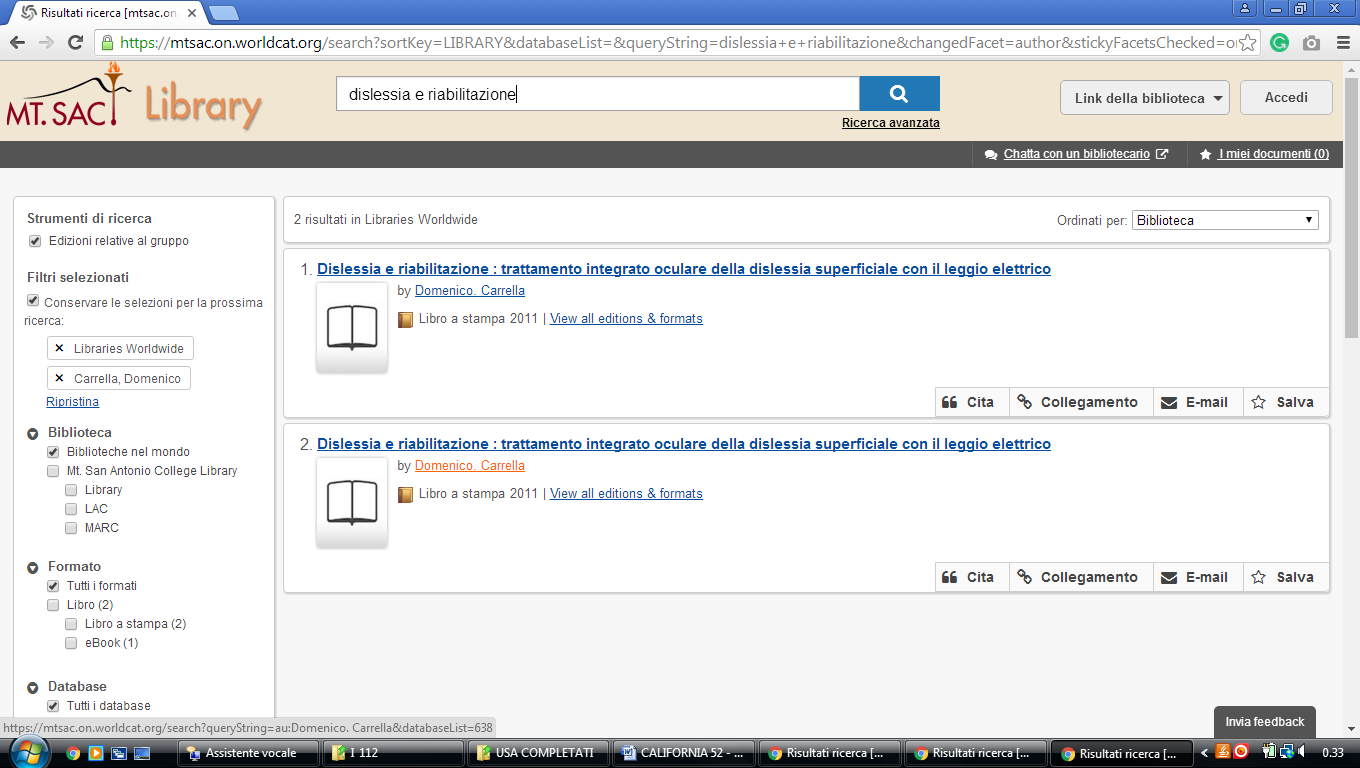 Risultati ricerca [mtsac.on
https://mtsac.on.worldcat.org/search?sortKey=LIBRARY&databaseList=&queryString=dislessia+e+riabilitazione&changedFacet=author&stickyFacetsChecked=o
MT. SAC Library
dislessia e riabilitazione
Ricerca avanzata
Link della biblioteca
Accedi
Chatta con un bibliotecario
I miei documenti (0)
Strumenti di ricerca
Edizioni relative al gruppo
Filtri selezionati
Conservare le selezioni per la prossima
ricerca:
Libraries Worldwide
Carrella, Domenico
Ripristina
Biblioteca
Biblioteche nel mondo
Mt. San Antonio College Library
Library
LAC
MARC
Formato
Tutti i formati
Libro (2)
Libro a stampa (2)
eBook (1)
Database
Tutti i database
2 risultati in Libraries Worldwide
Ordinati per: Biblioteca
1. Dislessia e riabilitazione : trattamento integrato oculare della dislessia superficiale con il leggio elettrico
by Domenico. Carrella
Libro a stampa 2011 | View all editions & formats
Cita Collegamento E-mail Salva
2. Dislessia e riabilitazione : trattamento integrato oculare della dislessia superficiale con il leggio elettrico
by Domenico. Carrella
Libro a stampa 2011 | View all editions & formats
Cita Collegamento E-mail Salva
Invia feedback
https://mtsac.on.worldcat.org/search?queryString=au:Domenico. Carrella&databaseList=638
Assistente vocale
I 112
USA COMPLETATI
CALIFORNIA 52 - ...
Risultati ricerca [...
Risultati ricerca [...
Risultati ricerca [...
0.33